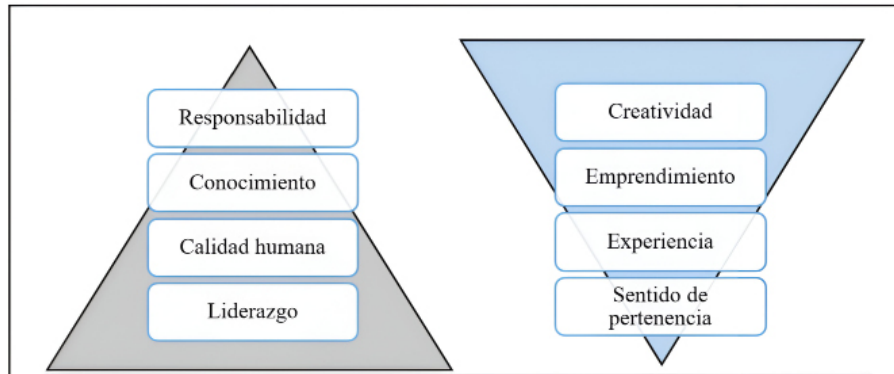 Responsabilidad
Conocimiento
Calidad humana
Liderazgo
Creatividad
Emprendimiento
Experiencia
Sentido de
pertenencia